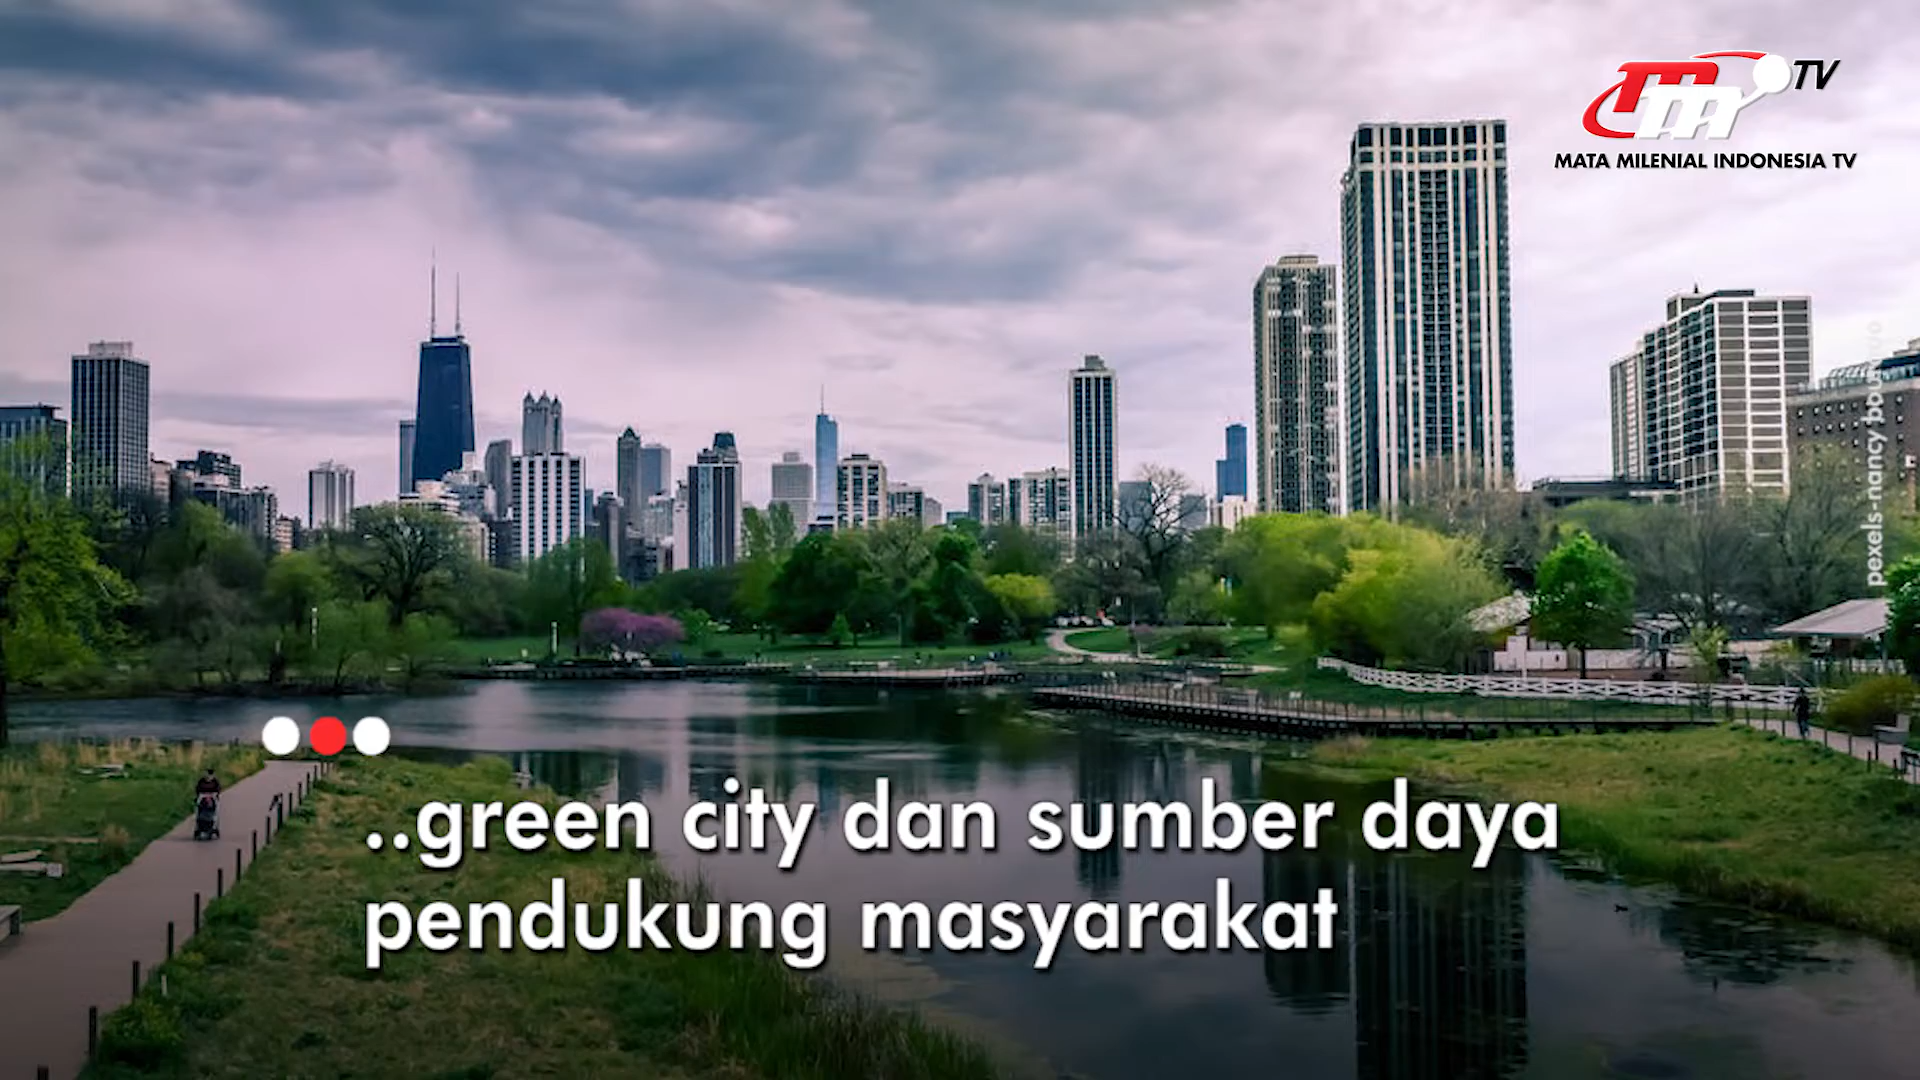 TV
MATA MILENIAL INDONESIA TV
pexels-nancy bourque
..green city dan sumber daya
pendukung masyarakat